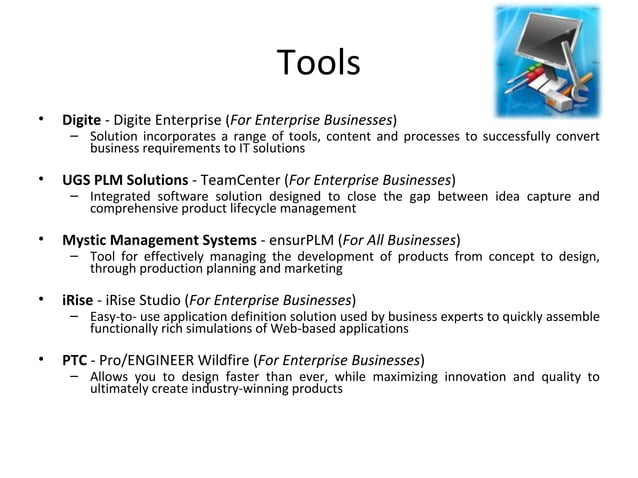 Tools
• Digite - Digite Enterprise (For Enterprise Businesses)
– Solution incorporates a range of tools, content and processes to successfully convert
business requirements to IT solutions
• UGS PLM Solutions - TeamCenter (For Enterprise Businesses)
– Integrated software solution designed to close the gap between idea capture and
comprehensive product lifecycle management
• Mystic Management Systems - ensurPLM (For All Businesses)
– Tool for effectively managing the development of products from concept to design,
through production planning and marketing
• iRise - iRise Studio (For Enterprise Businesses)
– Easy-to- use application definition solution used by business experts to quickly assemble
functionally rich simulations of Web-based applications
• PTC - Pro/ENGINEER Wildfire (For Enterprise Businesses)
– Allows you to design faster than ever, while maximizing innovation and quality to
ultimately create industry-winning products